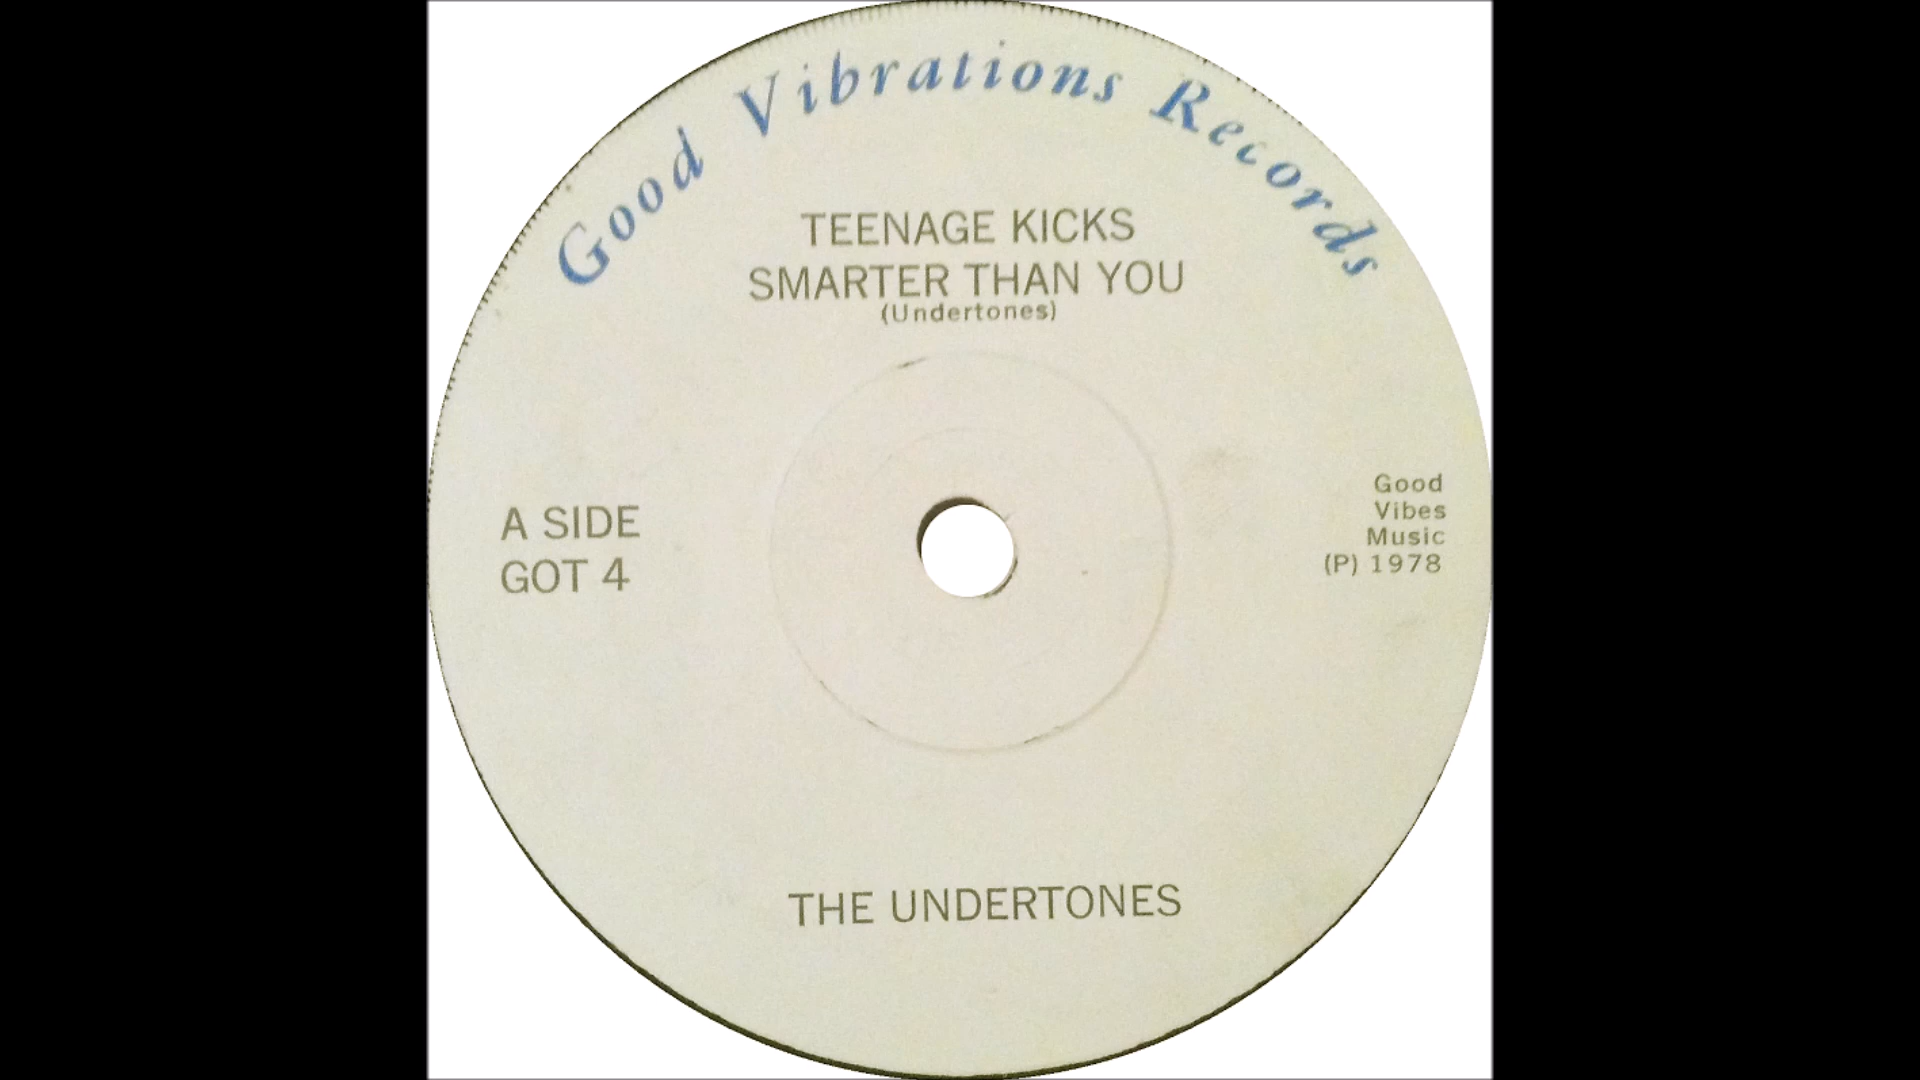 Good Vibrations Records
TEENAGE KICKS
SMARTER THAN YOU
(Undertones)
A SIDE
GOT 4
Good
Vibes
Music
(P) 1978
THE UNDERTONES